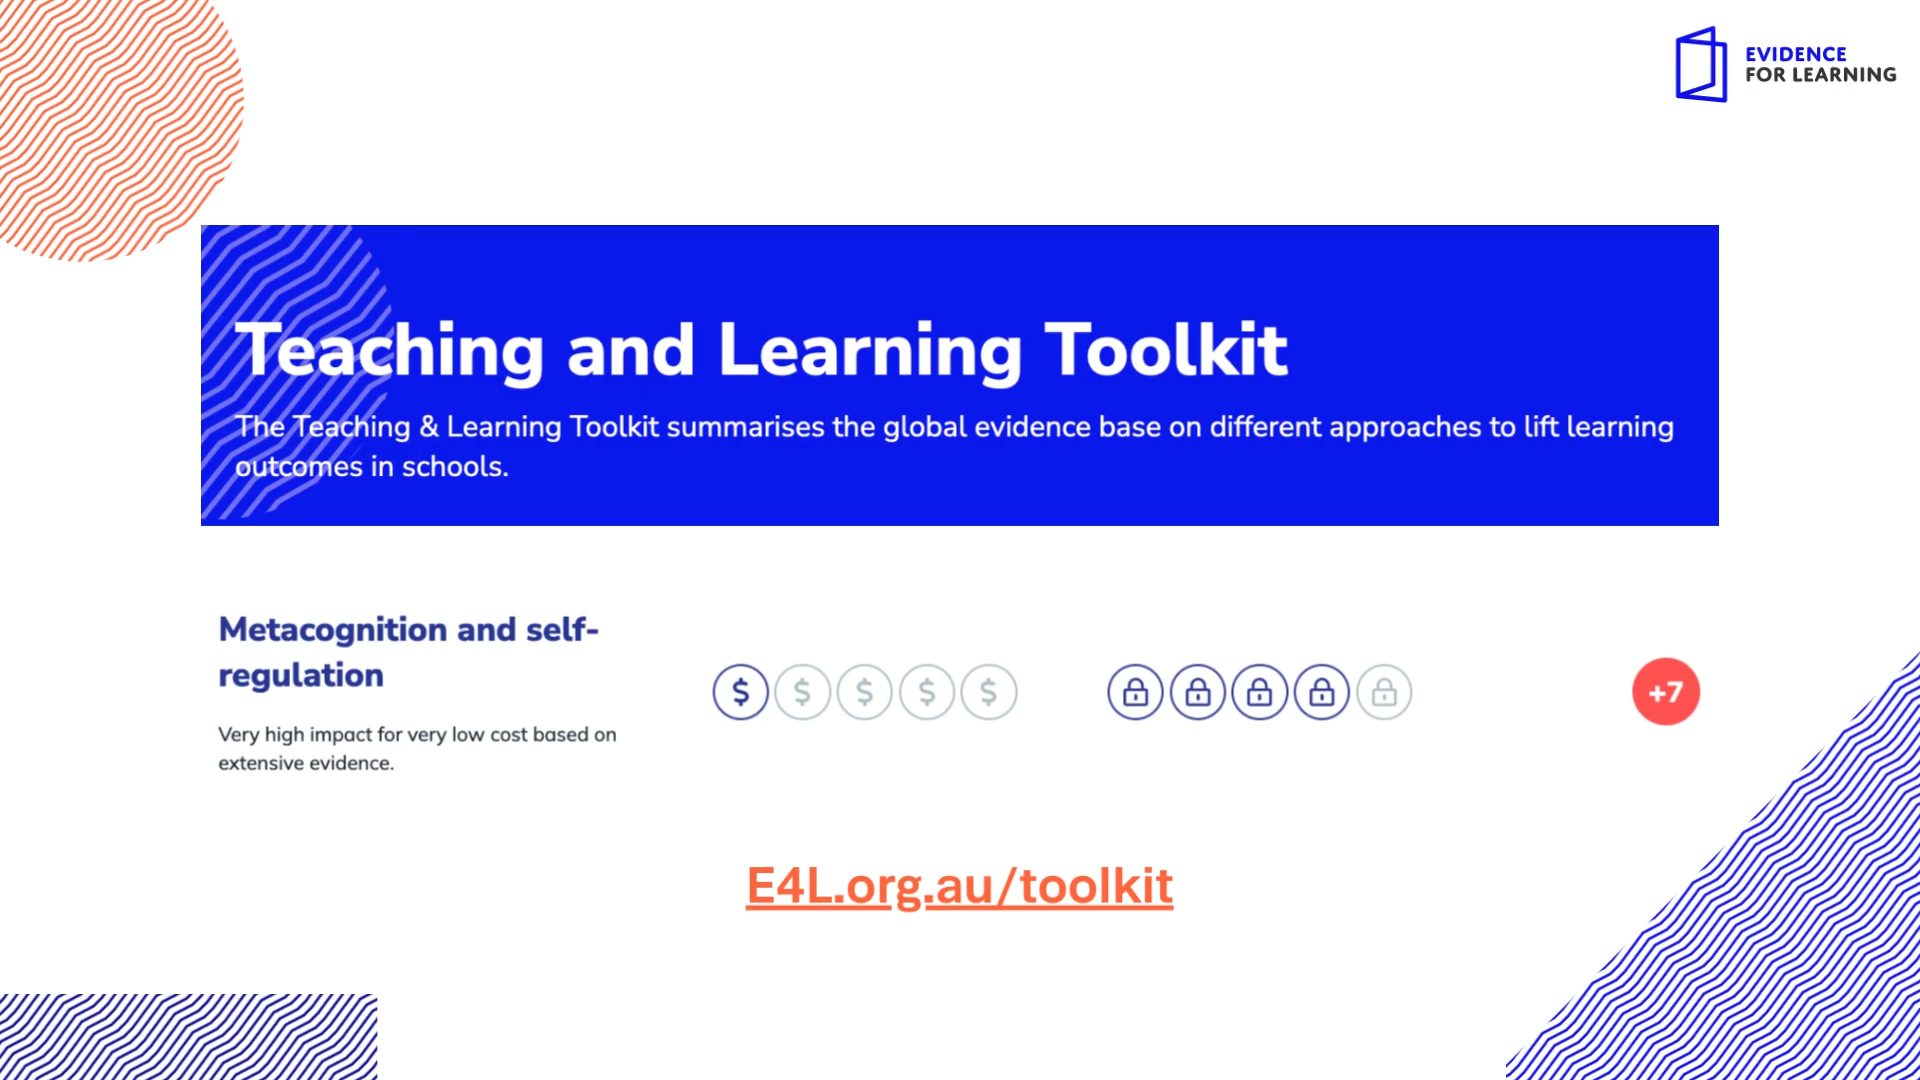 EVIDENCE
FOR LEARNING
Teaching and Learning Toolkit
The Teaching & Learning Toolkit summarises the global evidence base on different approaches to lift learning
outcomes in schools.
Metacognition and self-
regulation
Very high impact for very low cost based on
extensive evidence.
$ $ $ $ $
+7
E4L.org.au/toolkit